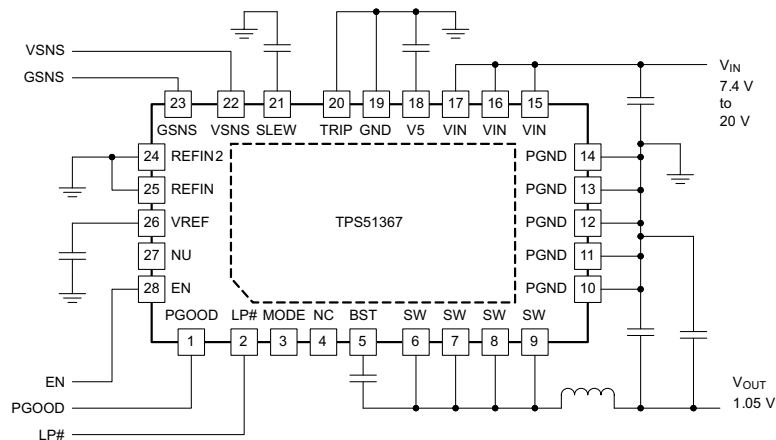 VSNS
GSNS
V_IN
7.4 V
to
20 V
23 22 21 20 19 18 17 16 15
GSNS VSNS SLEW TRIP GND V5 VIN VIN VIN
24 REFIN2
25 REFIN
26 VREF
27 NU
28 EN
TPS51367
PGND 14
PGND 13
PGND 12
PGND 11
PGND 10
PGOOD LP# MODE NC BST SW SW SW SW
1 2 3 4 5 6 7 8 9
EN
PGOOD
LP#
V_OUT
1.05 V